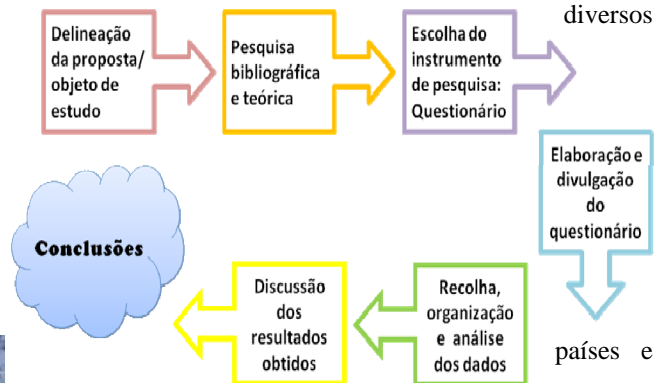 diversos
Delineação
da proposta/
objeto de
estudo
Pesquisa
bibliográfica
e teórica
Escolha do
instrumento
de pesquisa:
Questionário
Elaboração e
divulgação
do
questionário
Recolha,
organização
e análise
dos dados
Discussão
dos
resultados
obtidos
Conclusões
países e